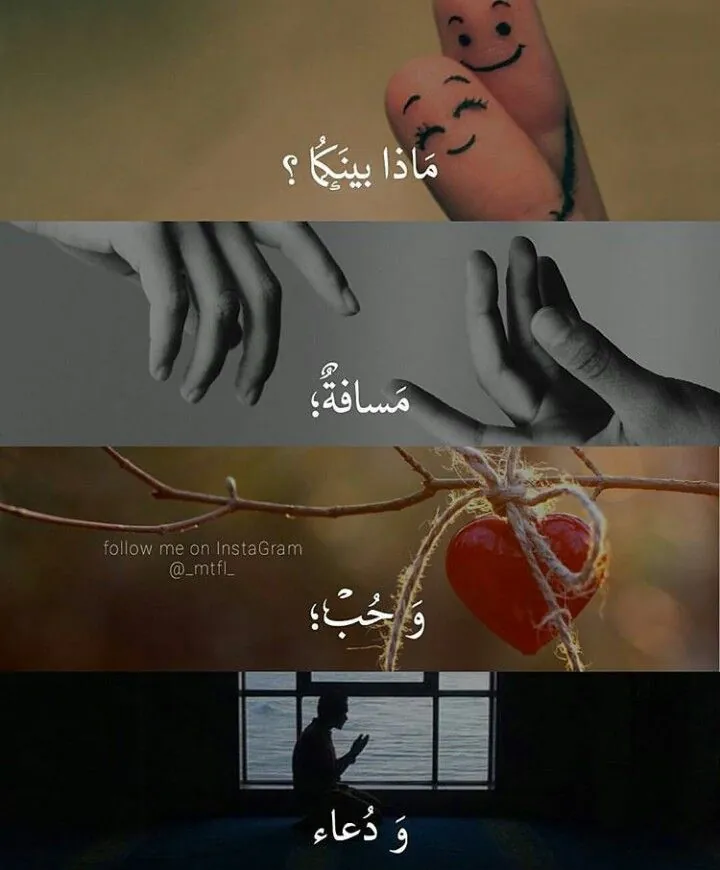 مَاذا بينَكُما ؟
مَسافةٌ؛
follow me on InstaGram
@_mtfl_
وَ حُبْ؛
وَ دُعاء